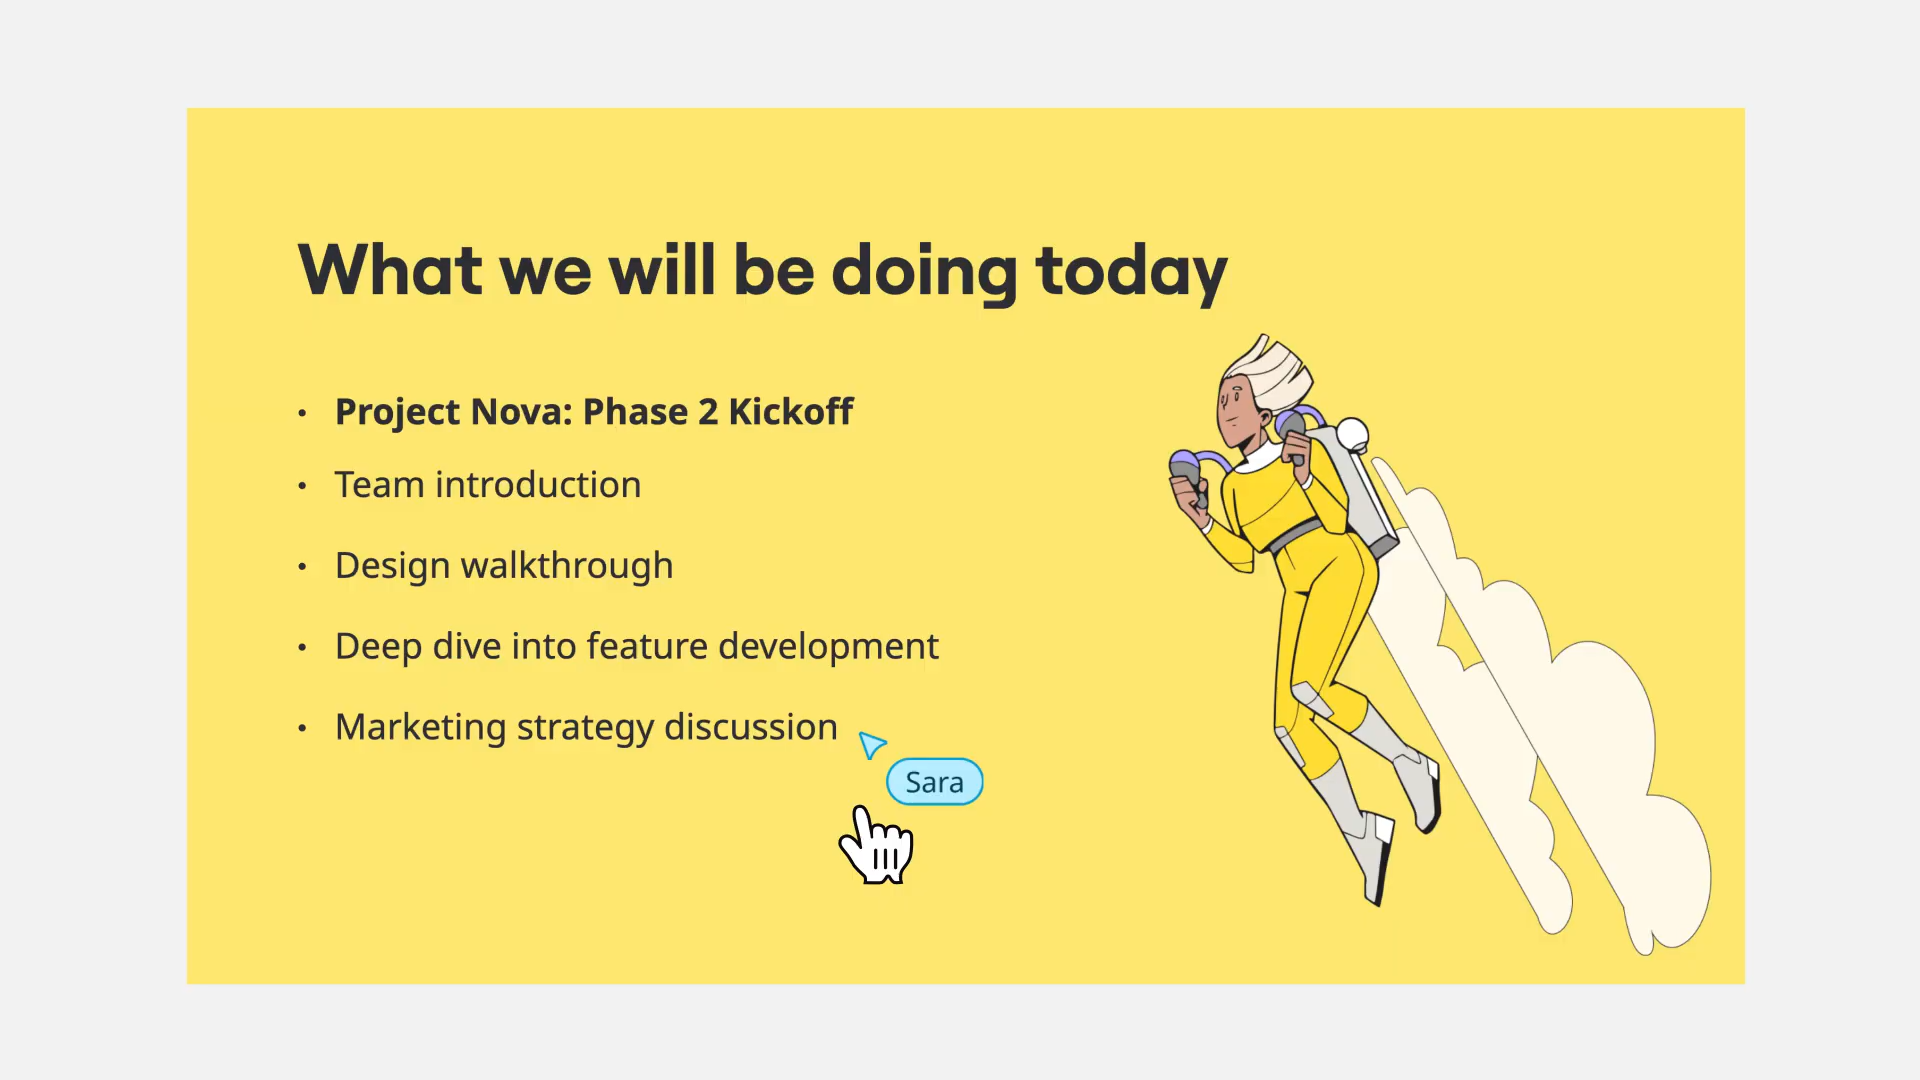 What we will be doing today
• Project Nova: Phase 2 Kickoff
• Team introduction
• Design walkthrough
• Deep dive into feature development
• Marketing strategy discussion
Sara